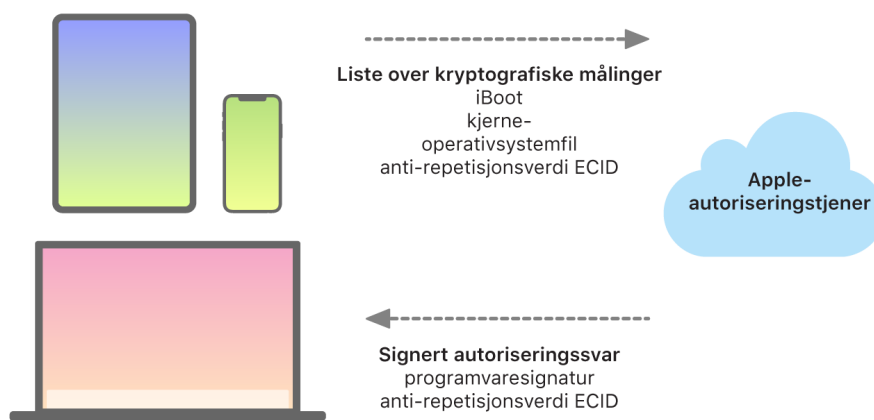 Liste over kryptografiske målinger
iBoot
kjerne-
operativsystemfil
anti-repetisjonsverdi ECID
Apple-
autoriseringstjener
Signert autoriseringssvar
programvaresignatur
anti-repetisjonsverdi ECID